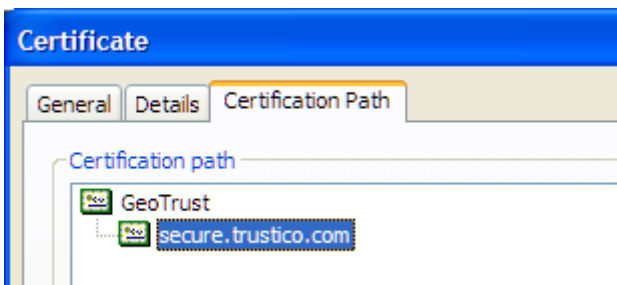 Certificate
General Details Certification Path
Certification path
GeoTrust
secure.trustico.com